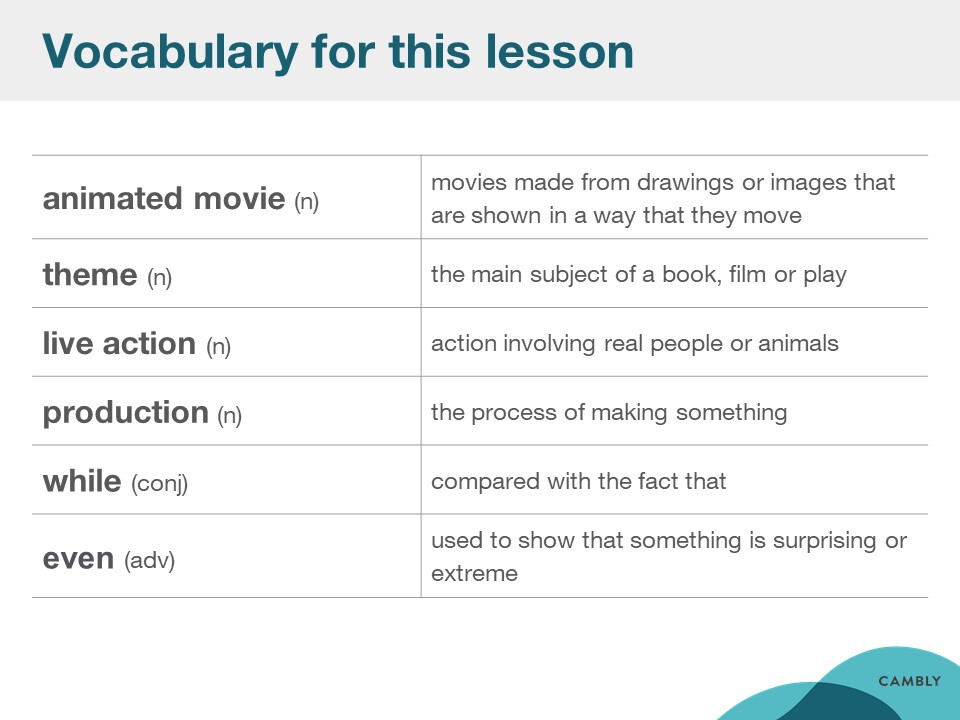 Vocabulary for this lesson
animated movie (n)
movies made from drawings or images that
are shown in a way that they move
theme (n)
the main subject of a book, film or play
live action (n)
action involving real people or animals
production (n)
the process of making something
while (conj)
compared with the fact that
even (adv)
used to show that something is surprising or
extreme
CAMBLY